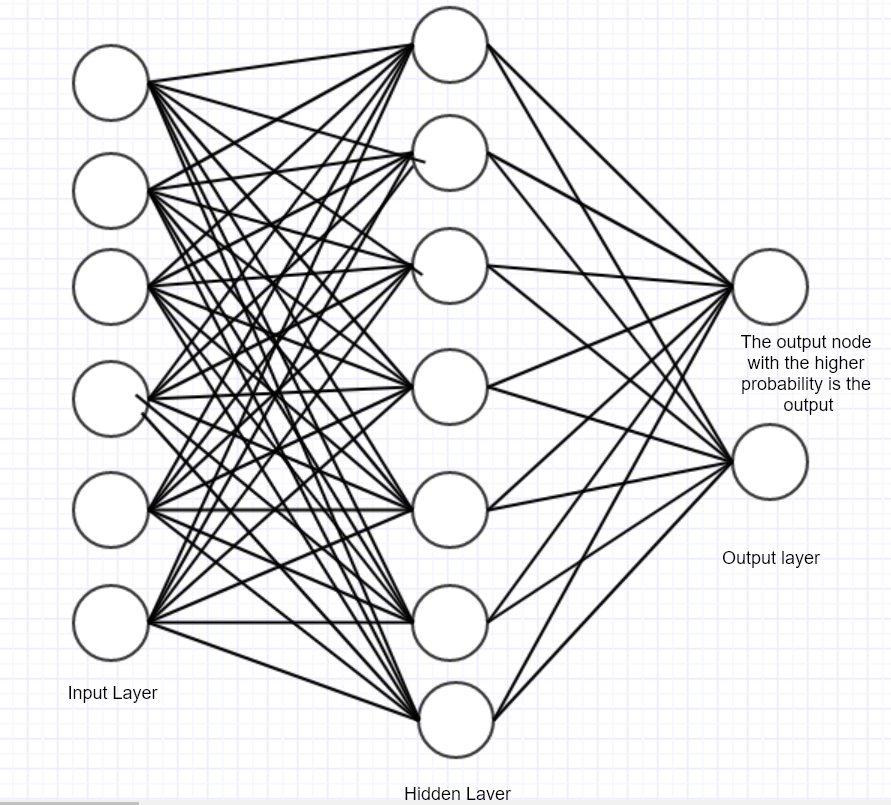 The output node
with the higher
probability is the
output
Output layer
Input Layer
Hidden Layer